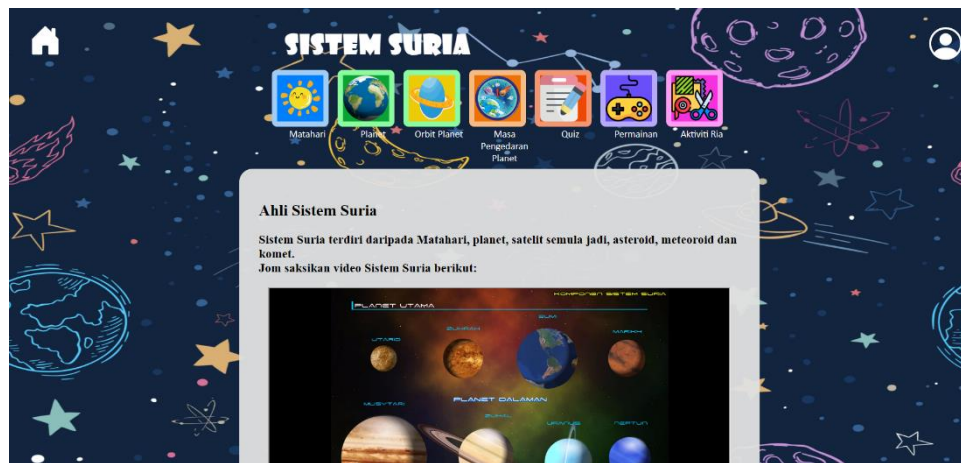 SISTEM SURIA
Matahari
Planet
Orbit Planet
Masa
Pengedaran
Planet
Quiz
Permainan
Aktiviti Ria
Ahli Sistem Suria
Sistem Suria terdiri daripada Matahari, planet, satelit semula jadi, asteroid, meteoroid dan
komet.
Jom saksikan video Sistem Suria berikut:
KOMPONEN SISTEM SURIA
PLANET UTAMA
UTARID
ZUHRAH
BUMI
MARIKH
PLANET DALAMAN
MUSYTARI
ZUHAL
URANUS
NEPTUN